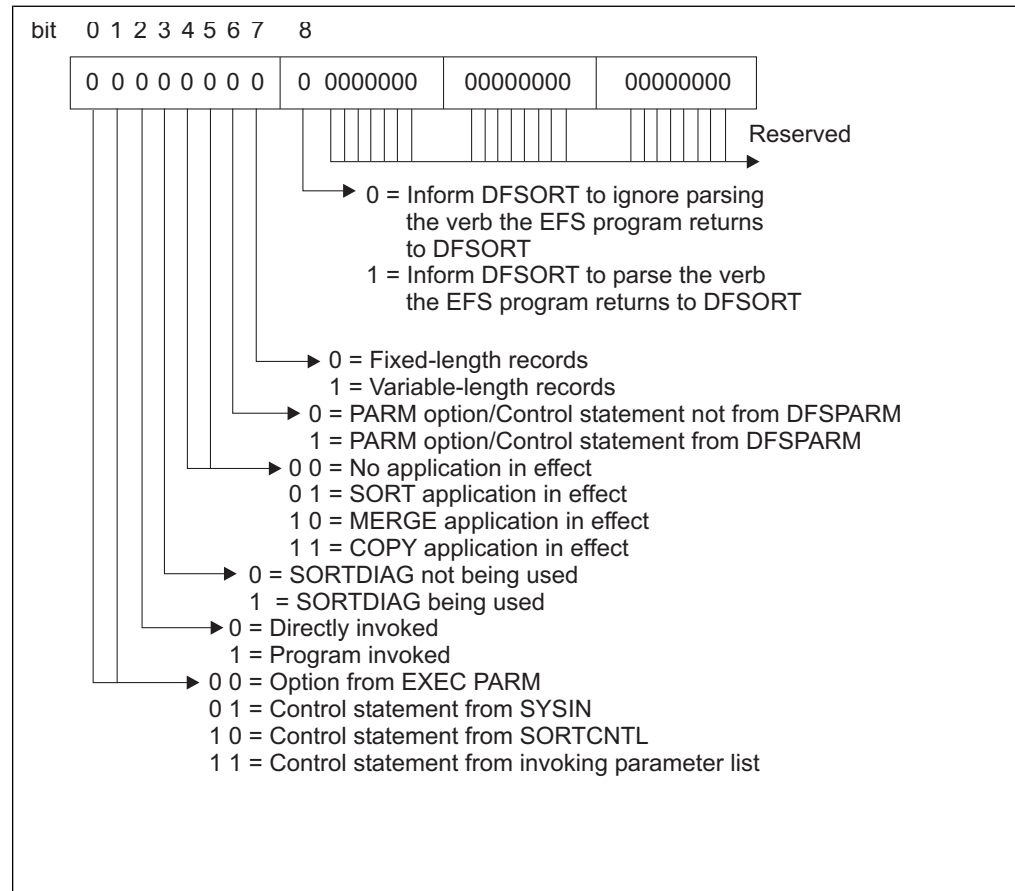 bit 0 1 2 3 4 5 6 7 8
0 0 0 0 0 0 0 0 0 0000000 00000000 00000000
Reserved
0 = Inform DFSORT to ignore parsing
the verb the EFS program returns
to DFSORT
1 = Inform DFSORT to parse the verb
the EFS program returns to DFSORT
0 = Fixed-length records
1 = Variable-length records
0 = PARM option/Control statement not from DFSPARM
1 = PARM option/Control statement from DFSPARM
0 0 = No application in effect
0 1 = SORT application in effect
1 0 = MERGE application in effect
1 1 = COPY application in effect
0 = SORTDIAG not being used
1 = SORTDIAG being used
0 = Directly invoked
1 = Program invoked
0 0 = Option from EXEC PARM
0 1 = Control statement from SYSIN
1 0 = Control statement from SORTCNTL
1 1 = Control statement from invoking parameter list